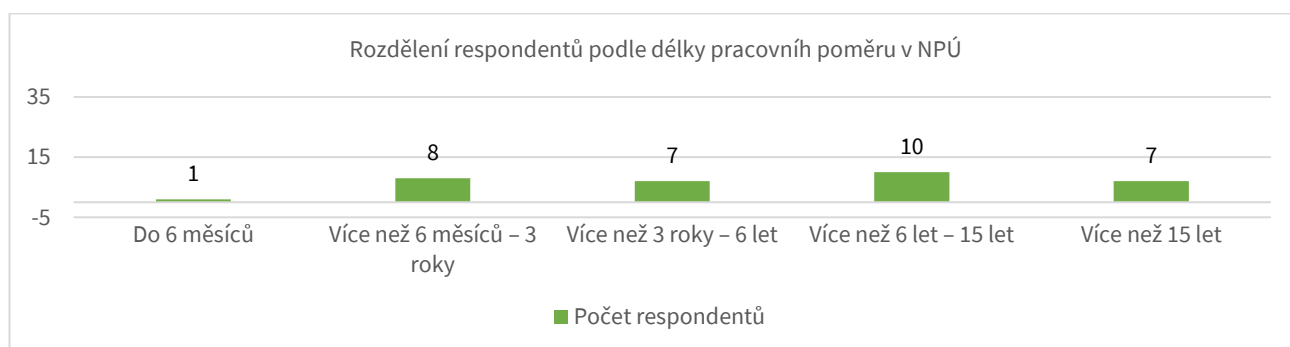 Rozdělení respondentů podle délky pracovních poměru v NPÚ
35
15
-5
1
8
7
10
7
Do 6 měsíců
Více než 6 měsíců – 3
roky
Více než 3 roky – 6 let
Více než 6 let – 15 let
Více než 15 let
Počet respondentů